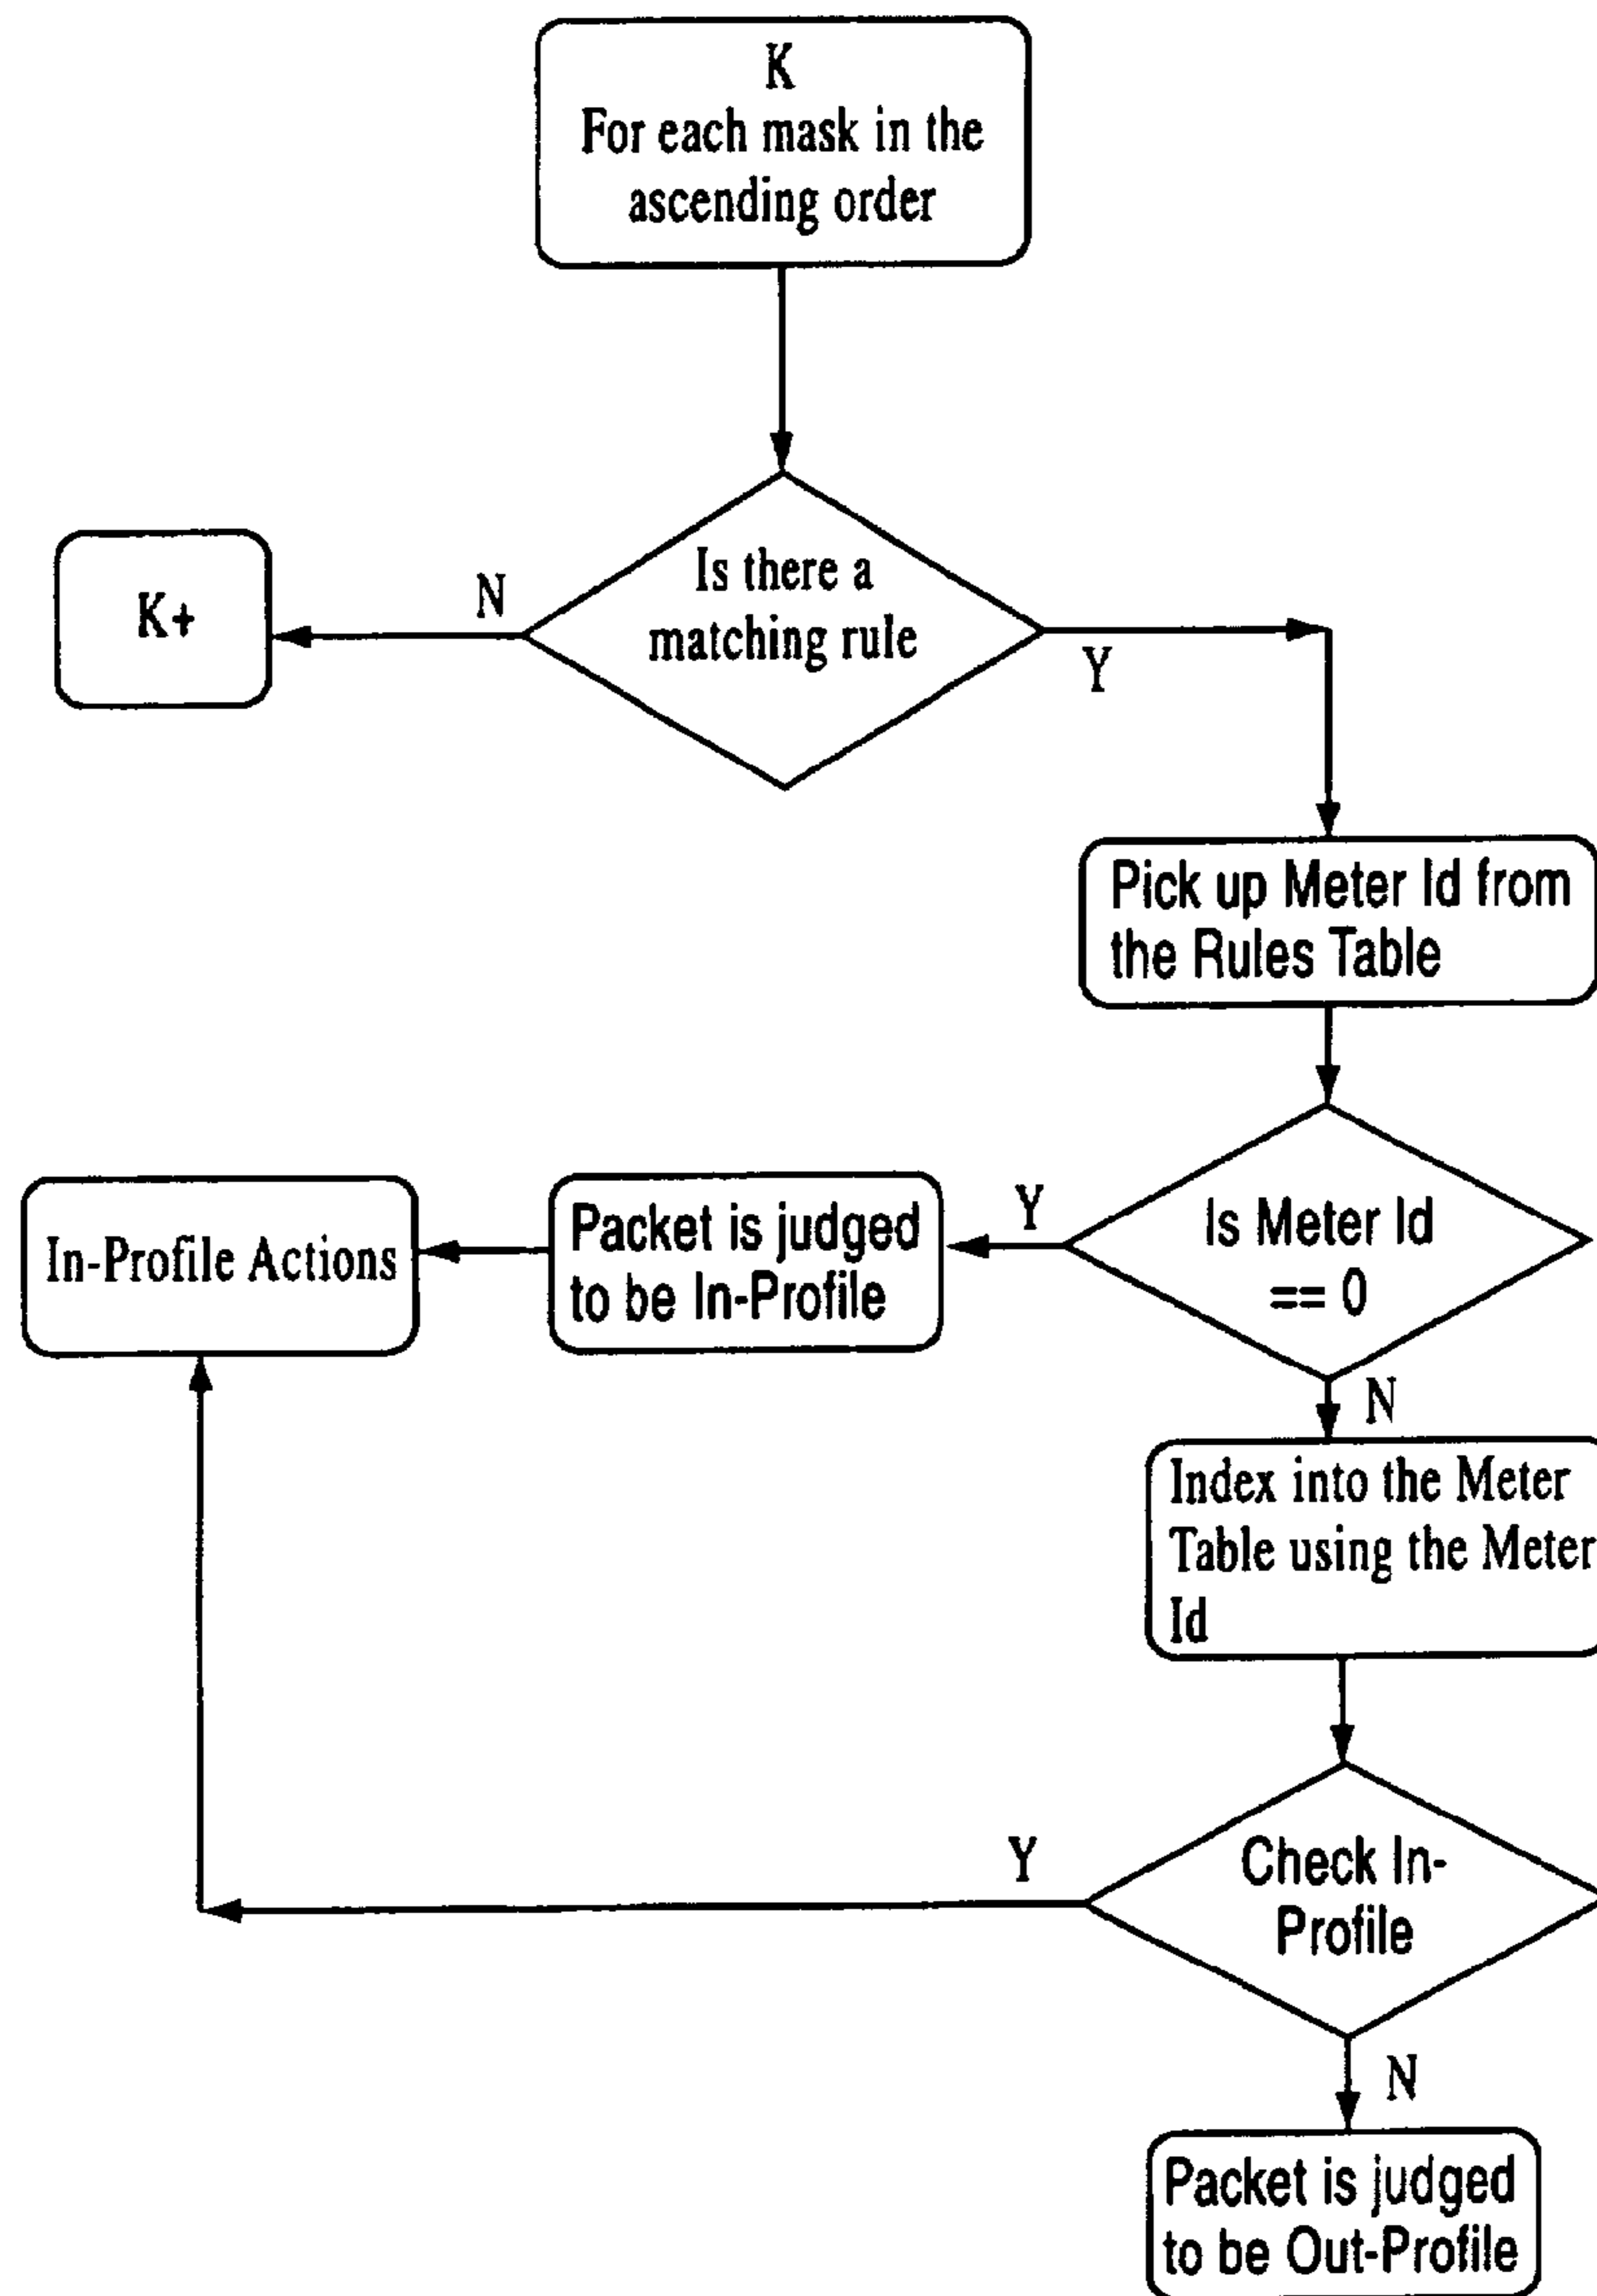 K
For each mask in the
ascending order
Is there a
matching rule
N
K+
Y
Pick up Meter Id from
the Rules Table
Is Meter Id
== 0
Y
Packet is judged
to be In-Profile
In-Profile Actions
N
Index into the Meter
Table using the Meter
Id
Check In-
Profile
Y
N
Packet is judged
to be Out-Profile